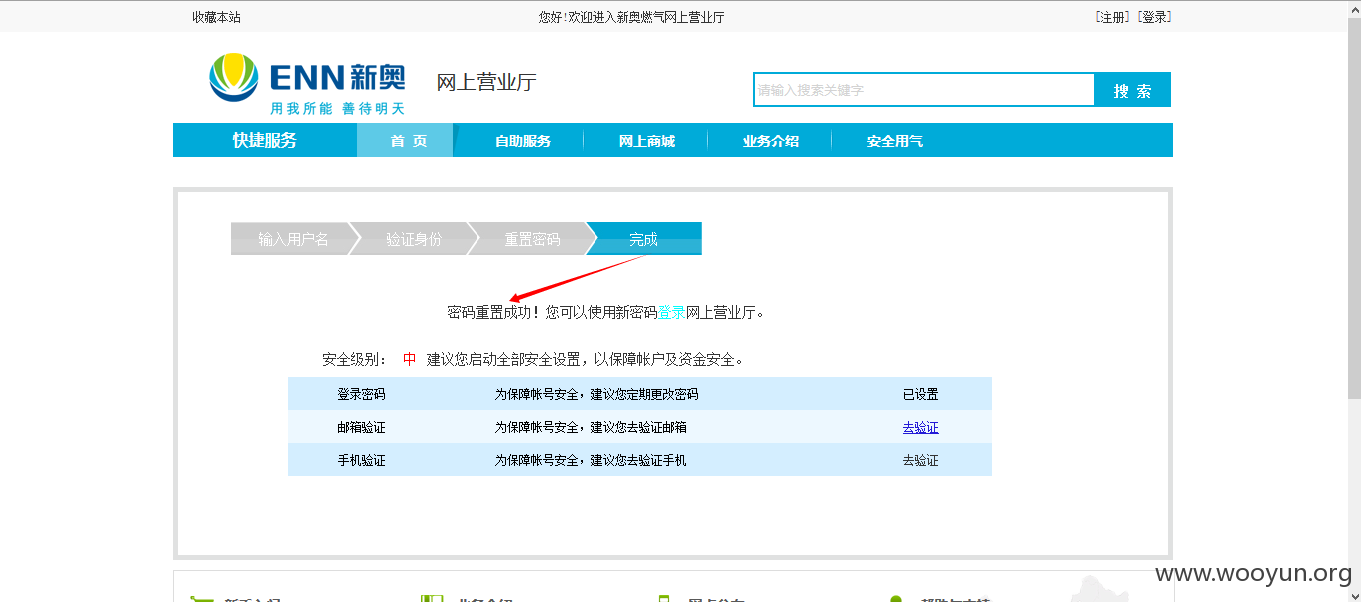 收藏本站 您好!欢迎进入新奥燃气网上营业厅 [注册] [登录]
ENN新奥 网上营业厅
用我所能 善待明天
请输入搜索关键字 搜 索
快捷服务 首 页 自助服务 网上商城 业务介绍 安全用气
输入用户名 验证身份 重置密码 完成
密码重置成功！您可以使用新密码登录网上营业厅。
安全级别： 中 建议您启动全部安全设置，以保障帐户及资金安全。
登录密码 为保障帐号安全，建议您定期更改密码 已设置
邮箱验证 为保障帐号安全，建议您去验证邮箱 去验证
手机验证 为保障帐号安全，建议您去验证手机 去验证
www.wooyun.org